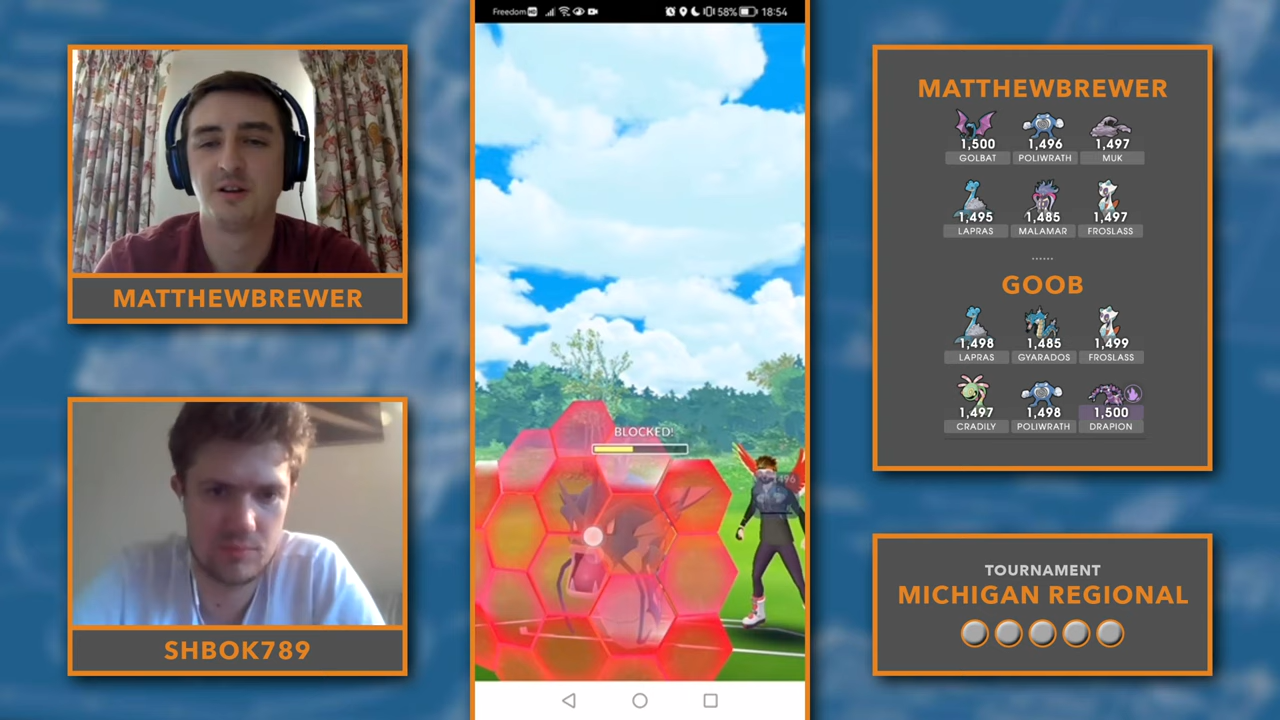 Freedom HD
58% 18:54
MATTHEWBREWER
SHBOK789
BLOCKED!
MATTHEWBREWER
1,500 1,496 1,497
GOLBAT POLIWRATH MUK
1,495 1,485 1,497
LAPRAS MALAMAR FROSLASS
......
GOOB
1,498 1,485 1,499
LAPRAS GYARADOS FROSLASS
1,497 1,498 1,500
CRADILY POLIWRATH DRAPION
TOURNAMENT
MICHIGAN REGIONAL